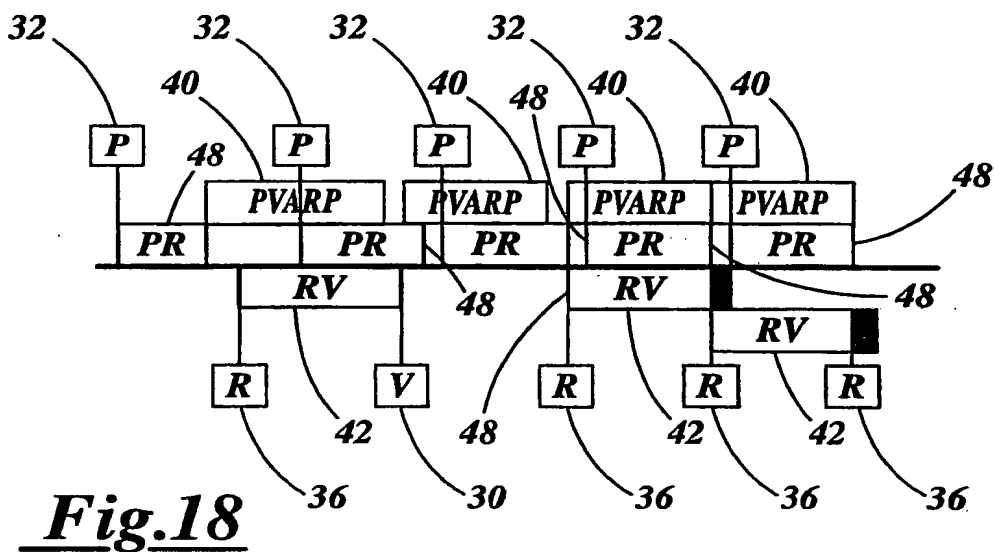 32 32 32 32 32
40 40 48 40 40
P P P P P
48 PVARP PVARP PVARP PVARP 48
PR PR PR PR PR
RV 48 RV 48
RV
R V R R R
42 48 42 42
36 30 36 36 36
Fig.18